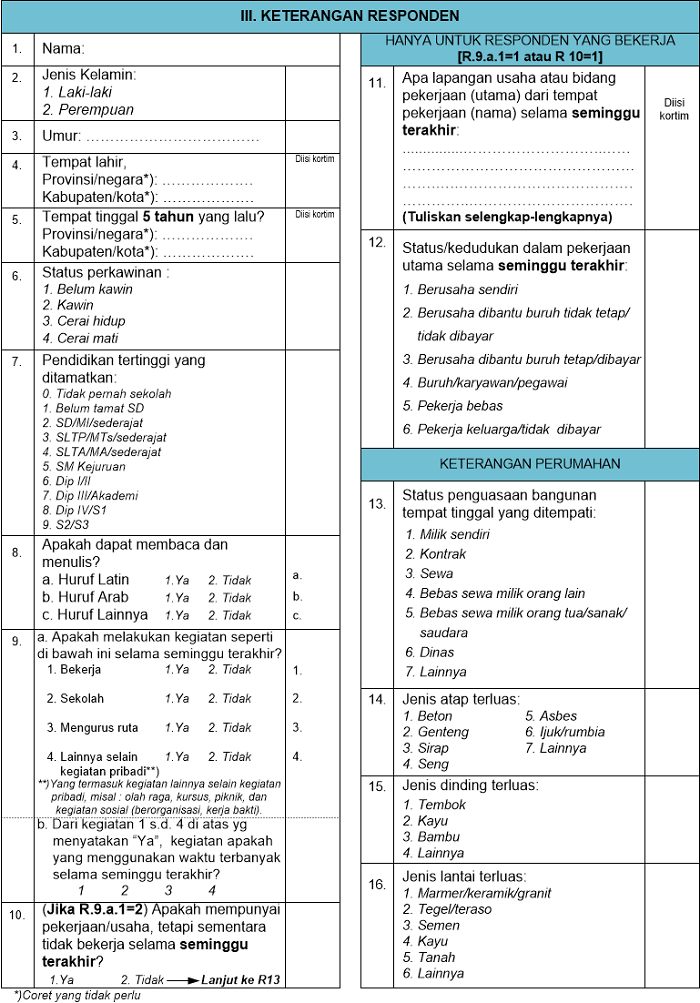 III. KETERANGAN RESPONDEN
1. Nama:
2. Jenis Kelamin:
1. Laki-laki
2. Perempuan
3. Umur: ……………………………
4. Tempat lahir,
Diisi kortim
Provinsi/negara*): ………………
Kabupaten/kota*): ………………
5. Tempat tinggal 5 tahun yang lalu?
Diisi kortim
Provinsi/negara*): ………………
Kabupaten/kota*): ………………
6. Status perkawinan :
1. Belum kawin
2. Kawin
3. Cerai hidup
4. Cerai mati
7. Pendidikan tertinggi yang
ditamatkan:
0. Tidak pernah sekolah
1. Belum tamat SD
2. SD/MI/sederajat
3. SLTP/MTs/sederajat
4. SLTA/MA/sederajat
5. SM Kejuruan
6. Dip I/II
7. Dip III/Akademi
8. Dip IV/S1
9. S2/S3
8. Apakah dapat membaca dan
menulis?
a. Huruf Latin 1.Ya 2. Tidak a.
b. Huruf Arab 1.Ya 2. Tidak b.
c. Huruf Lainnya 1.Ya 2. Tidak c.
9. a. Apakah melakukan kegiatan seperti
di bawah ini selama seminggu terakhir?
1. Bekerja 1.Ya 2. Tidak 1.
2. Sekolah 1.Ya 2. Tidak 2.
3. Mengurus ruta 1.Ya 2. Tidak 3.
4. Lainnya selain 1.Ya 2. Tidak 4.
kegiatan pribadi**)
**)Yang termasuk kegiatan lainnya selain kegiatan
pribadi, misal : olah raga, kursus, piknik, dan
kegiatan sosial (berorganisasi, kerja bakti).
b. Dari kegiatan 1 s.d. 4 di atas yg
menyatakan “Ya”, kegiatan apakah
yang menggunakan waktu terbanyak
selama seminggu terakhir?
1 2 3 4
10. (Jika R.9.a.1=2) Apakah mempunyai
pekerjaan/usaha, tetapi sementara
tidak bekerja selama seminggu
terakhir?
1.Ya 2. Tidak → Lanjut ke R13
*)Coret yang tidak perlu
HANYA UNTUK RESPONDEN YANG BEKERJA
[R.9.a.1=1 atau R 10=1]
11. Apa lapangan usaha atau bidang
pekerjaan (utama) dari tempat
pekerjaan (nama) selama seminggu
terakhir:
Diisi
kortim
………………………………………
………………………………………
………………………………………
………………………………………
(Tuliskan selengkap-lengkapnya)
12. Status/kedudukan dalam pekerjaan
utama selama seminggu terakhir:
1. Berusaha sendiri
2. Berusaha dibantu buruh tidak tetap/
tidak dibayar
3. Berusaha dibantu buruh tetap/dibayar
4. Buruh/karyawan/pegawai
5. Pekerja bebas
6. Pekerja keluarga/tidak dibayar
KETERANGAN PERUMAHAN
13. Status penguasaan bangunan
tempat tinggal yang ditempati:
1. Milik sendiri
2. Kontrak
3. Sewa
4. Bebas sewa milik orang lain
5. Bebas sewa milik orang tua/sanak/
saudara
6. Dinas
7. Lainnya
14. Jenis atap terluas:
1. Beton 5. Asbes
2. Genteng 6. Ijuk/rumbia
3. Sirap 7. Lainnya
4. Seng
15. Jenis dinding terluas:
1. Tembok
2. Kayu
3. Bambu
4. Lainnya
16. Jenis lantai terluas:
1. Marmer/keramik/granit
2. Tegel/teraso
3. Semen
4. Kayu
5. Tanah
6. Lainnya